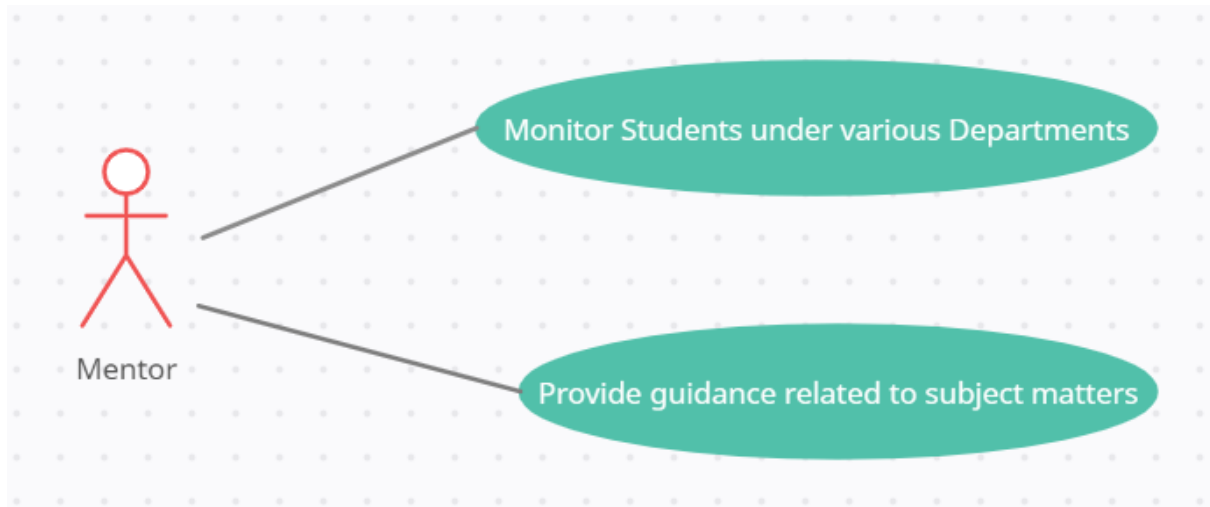 Monitor Students under various Departments
Mentor
Provide guidance related to subject matters